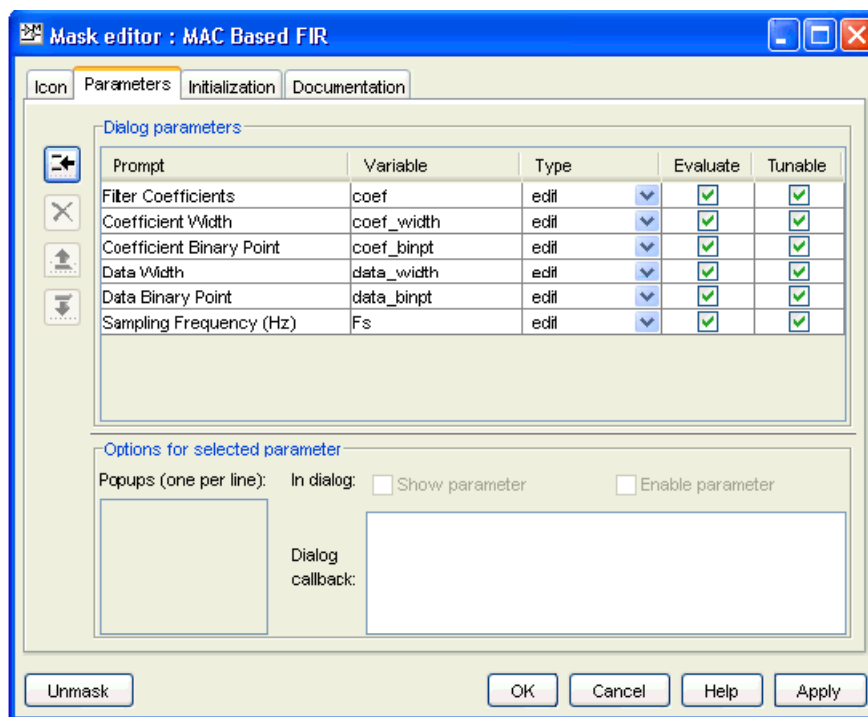 Mask editor : MAC Based FIR
Icon Parameters Initialization Documentation
Dialog parameters
Prompt Variable Type Evaluate Tunable
Filter Coefficients coef edit
Coefficient Width coef_width edit
Coefficient Binary Point coef_binpt edit
Data Width data_width edit
Data Binary Point data_binpt edit
Sampling Frequency (Hz) Fs edit
Options for selected parameter
Popups (one per line): In dialog: Show parameter Enable parameter
Dialog
callback:
Unmask OK Cancel Help Apply